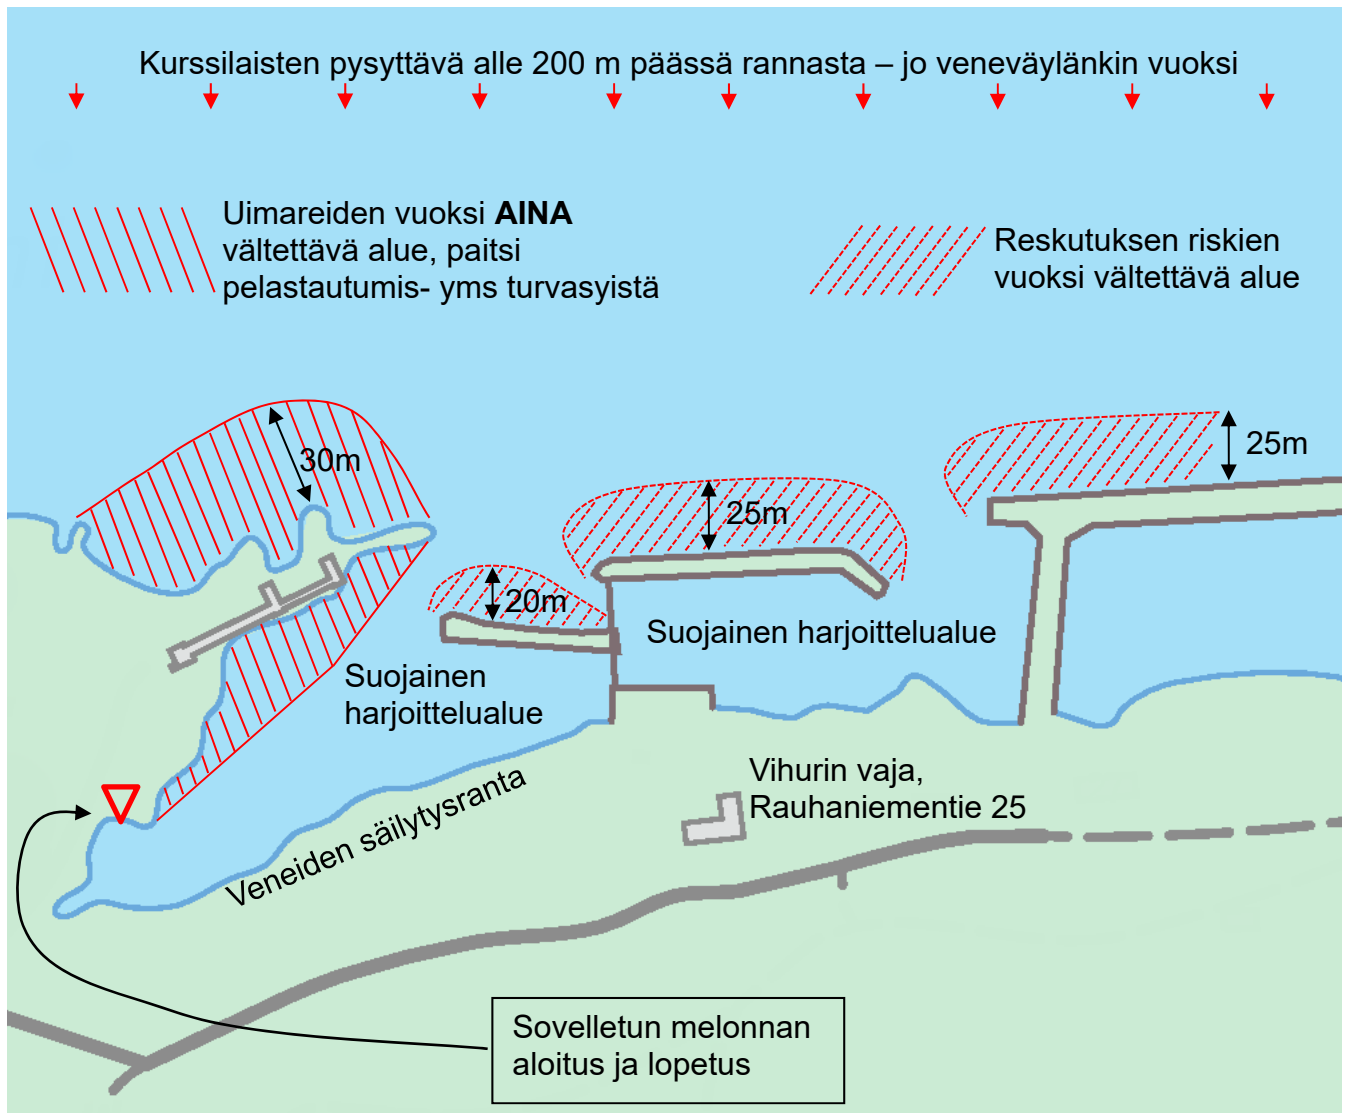 Kurssilaisten pysyttävä alle 200 m päässä rannasta – jo veneväylänkin vuoksi
Uimareiden vuoksi AINA
vältettävä alue, paitsi
pelastautumis- yms turvasyistä
Reskutuksen riskien
vuoksi vältettävä alue
30m
25m
25m
20m
Suojainen harjoittelualue
Suojainen
harjoittelualue
Veneiden säilytysranta
Vihurin vaja,
Rauhaniementie 25
Sovelletun melonnan
aloitus ja lopetus